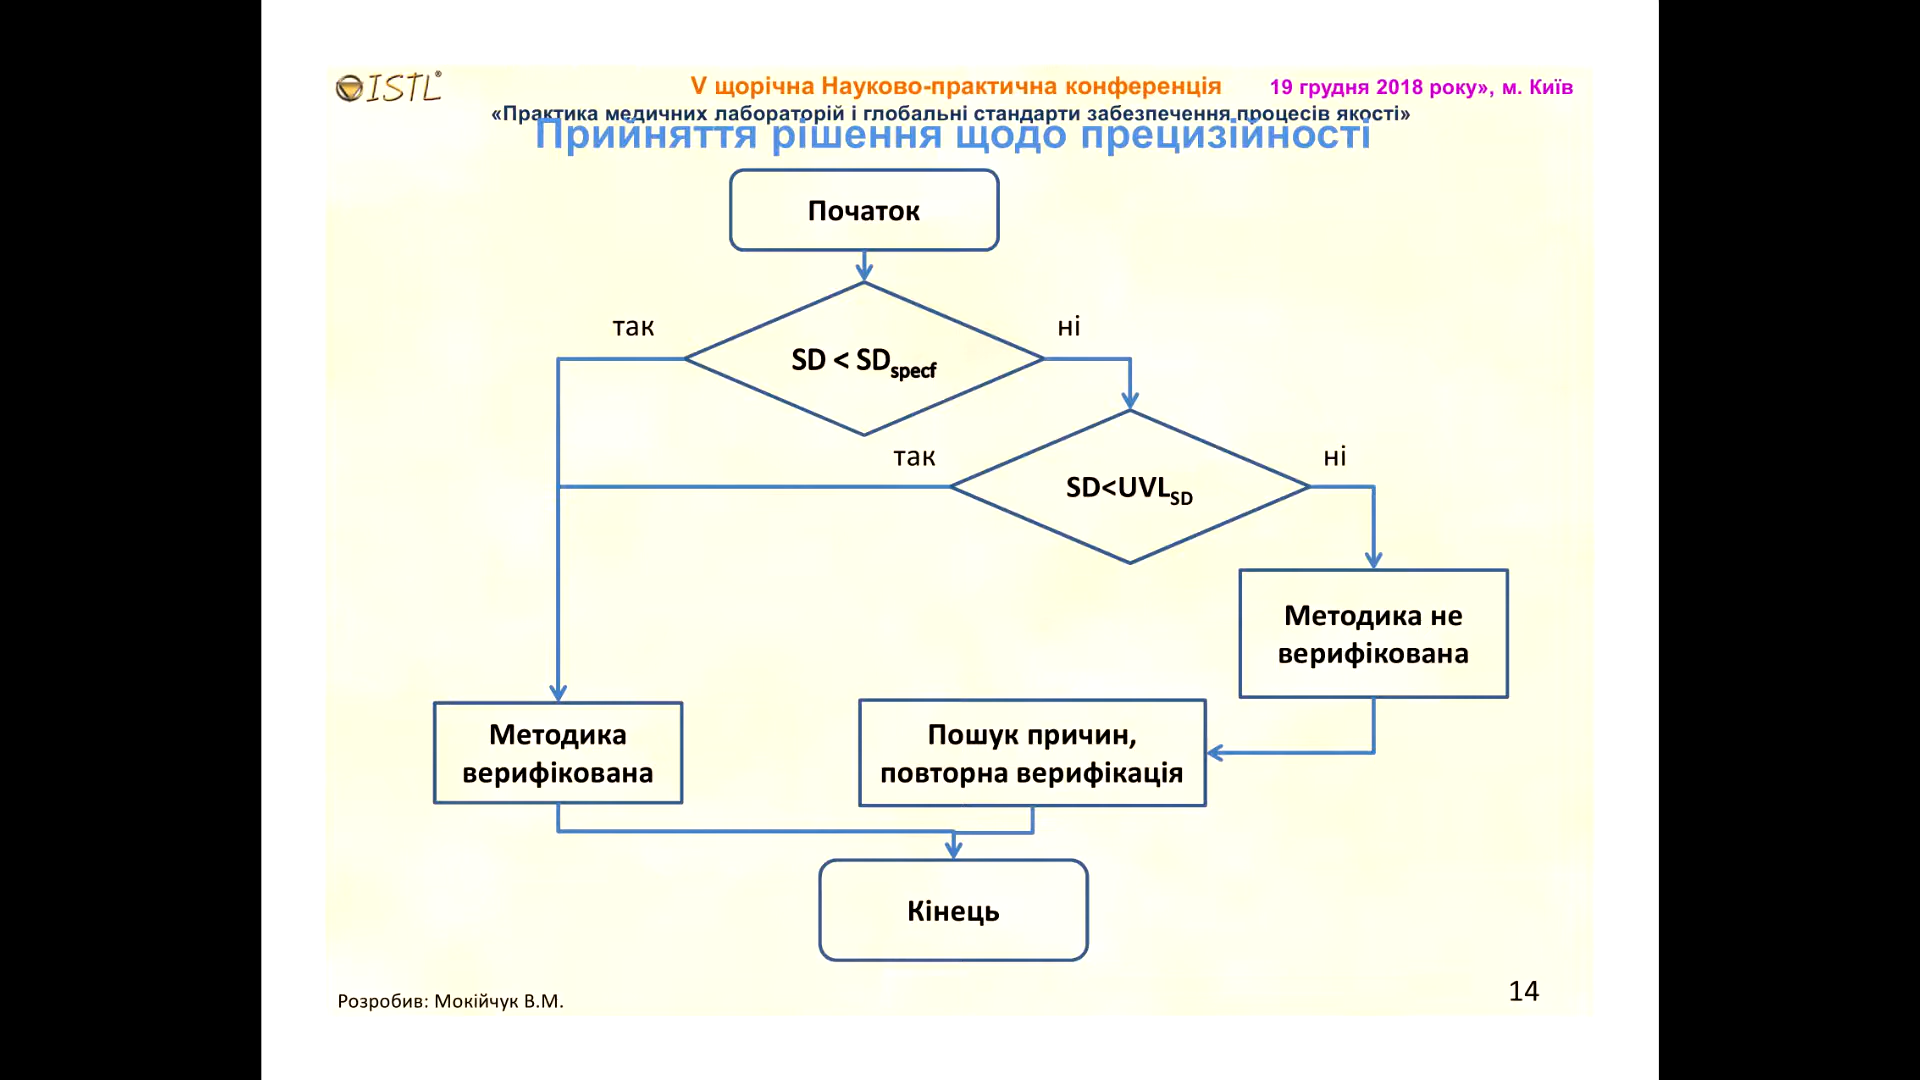 ISTL®
V щорічна Науково-практична конференція 19 грудня 2018 року», м. Київ
«Практика медичних лабораторій і глобальні стандарти забезпечення процесів якості»
Прийняття рішення щодо прецизійності
Початок
так
ні
SD < SDspecf
так
ні
SD<UVLSD
Методика не
верифікована
Методика
верифікована
Пошук причин,
повторна верифікація
Кінець
Розробив: Мокійчук В.М.
14